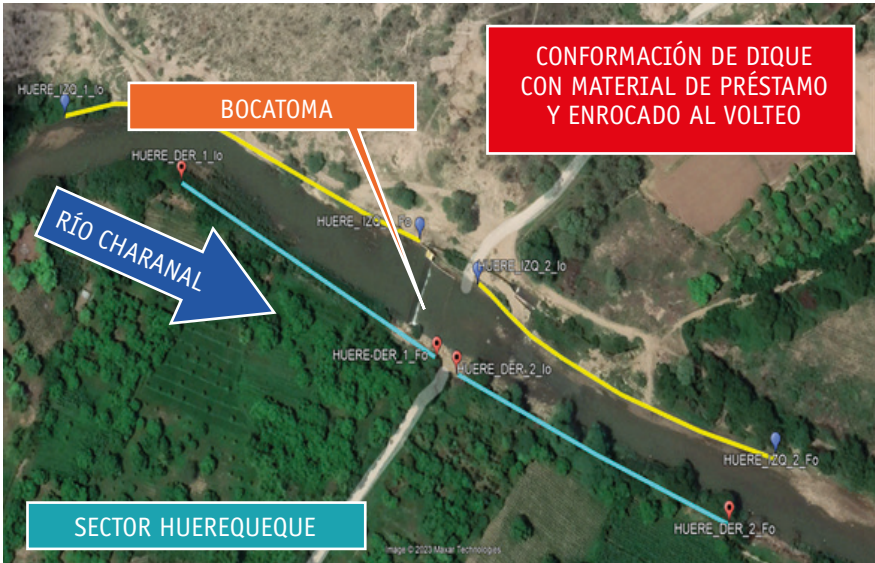 CONFORMACIÓN DE DIQUE
CON MATERIAL DE PRÉSTAMO
Y ENROCADO AL VOLTEO
HUERE_IZQ_1_Io
BOCATOMA
HUERE_DER_1_Io
RÍO CHARANAL
HUERE_IZQ_1_Fo
HUERE_IZQ_2_Io
HUERE-DER_1_Fo
HUERE_DER_2_Io
HUERE_IZQ_2_Fo
HUERE_DER_2_Fo
SECTOR HUEREQUEQUE
Image © 2023 Maxar Technologies